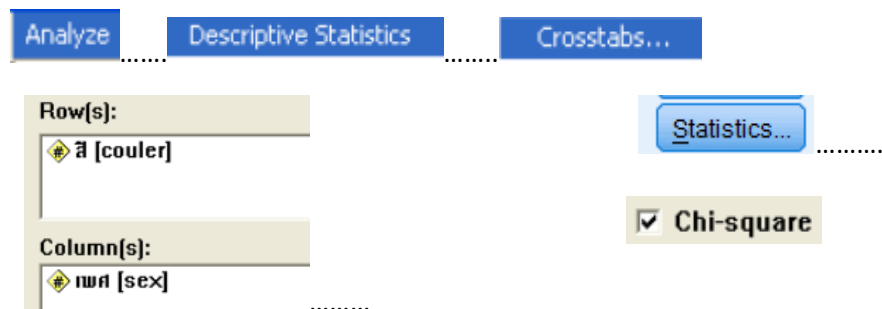 Analyze ....... Descriptive Statistics ........ Crosstabs...
Row(s):
สี [couler]
Statistics... ..........
Chi-square
Column(s):
เพศ [sex]
.........